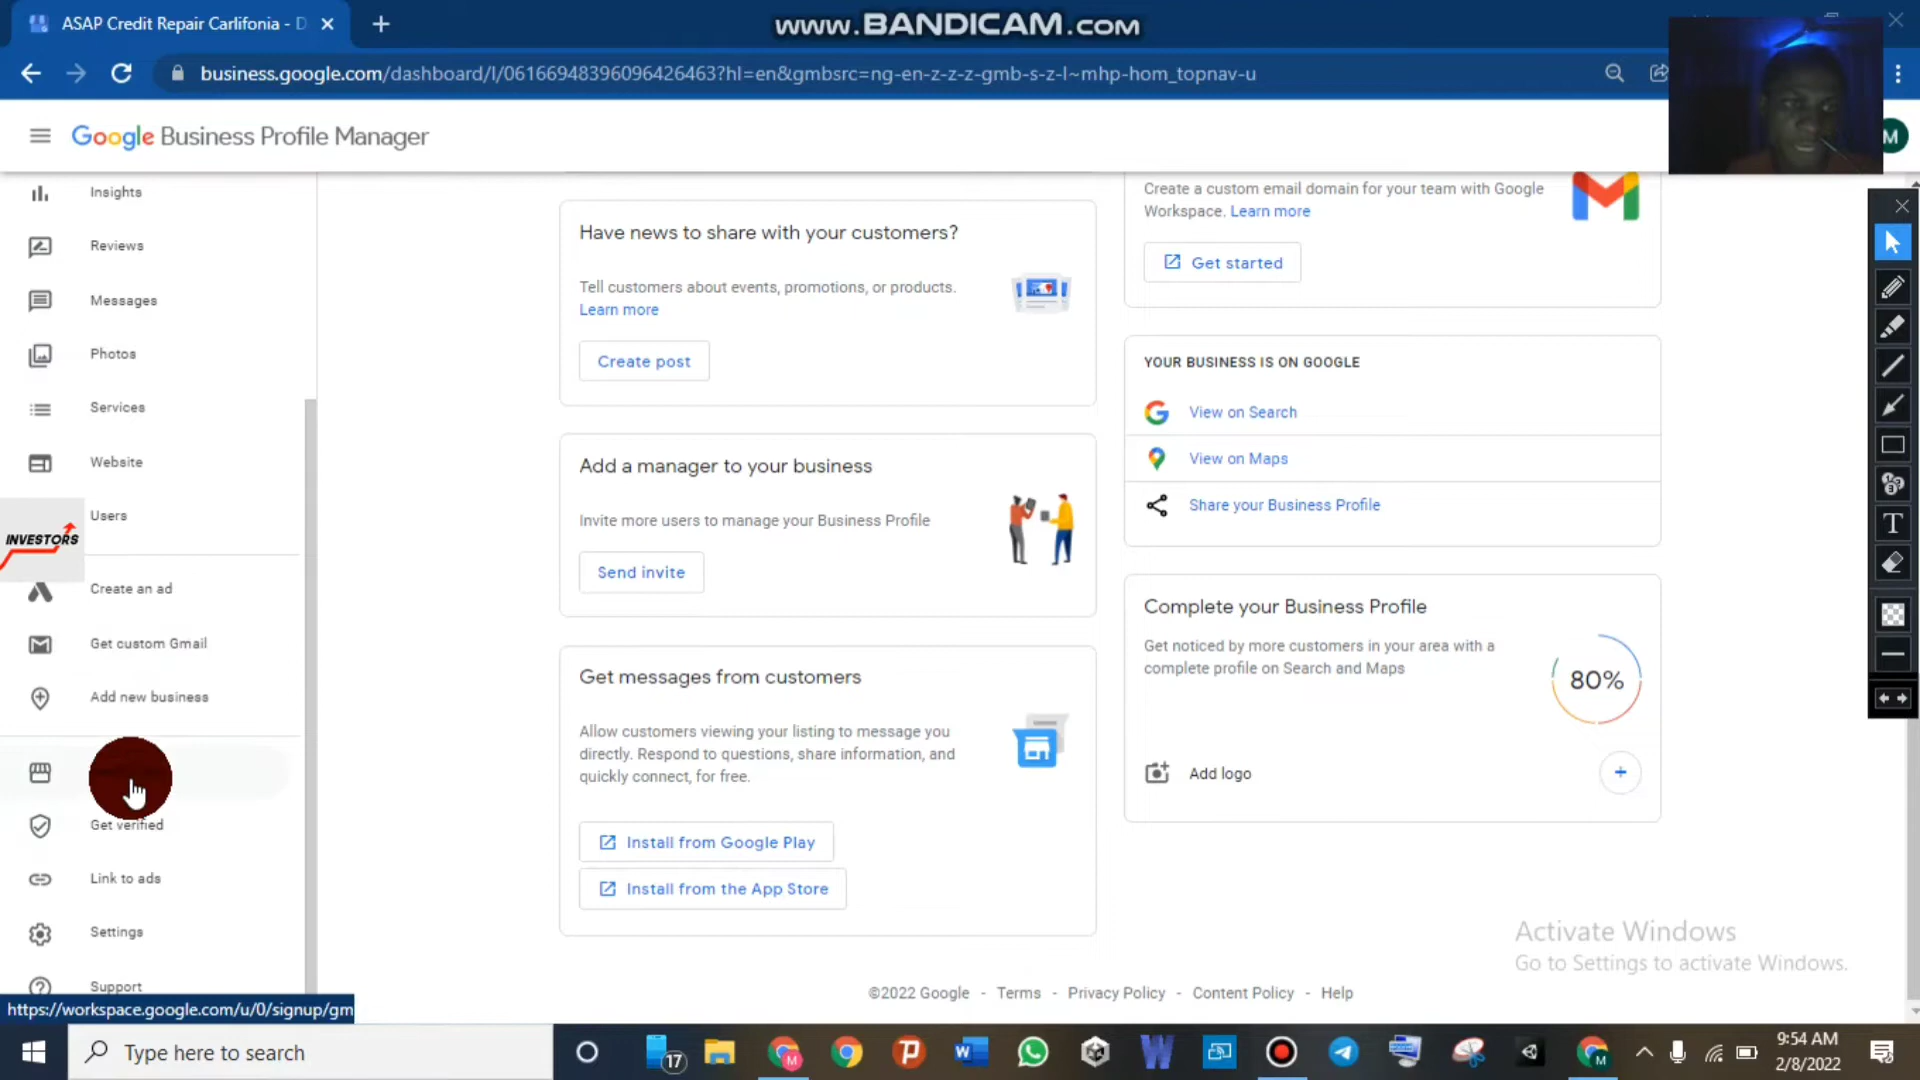 ASAP Credit Repair Carlifonia - D
www.BANDICAM.com
business.google.com/dashboard/l/06166948396096426463?hl=en&gmbsrc=ng-en-z-z-z-gmb-s-z-l~mhp-hom_topnav-u
Google Business Profile Manager
M
Insights
Reviews
Messages
Photos
Services
Website
Users
INVESTORS
Create an ad
Get custom Gmail
Add new business
Get verified
Link to ads
Settings
Support
https://workspace.google.com/u/0/signup/gm
Have news to share with your customers?
Tell customers about events, promotions, or products.
Learn more
Create post
Add a manager to your business
Invite more users to manage your Business Profile
Send invite
Get messages from customers
Allow customers viewing your listing to message you
directly. Respond to questions, share information, and
quickly connect, for free.
Install from Google Play
Install from the App Store
Create a custom email domain for your team with Google
Workspace. Learn more
Get started
YOUR BUSINESS IS ON GOOGLE
View on Search
View on Maps
Share your Business Profile
Complete your Business Profile
Get noticed by more customers in your area with a
complete profile on Search and Maps
80%
Add logo
Activate Windows
Go to Settings to activate Windows.
©2022 Google - Terms - Privacy Policy - Content Policy - Help
Type here to search
17
9:54 AM
2/8/2022